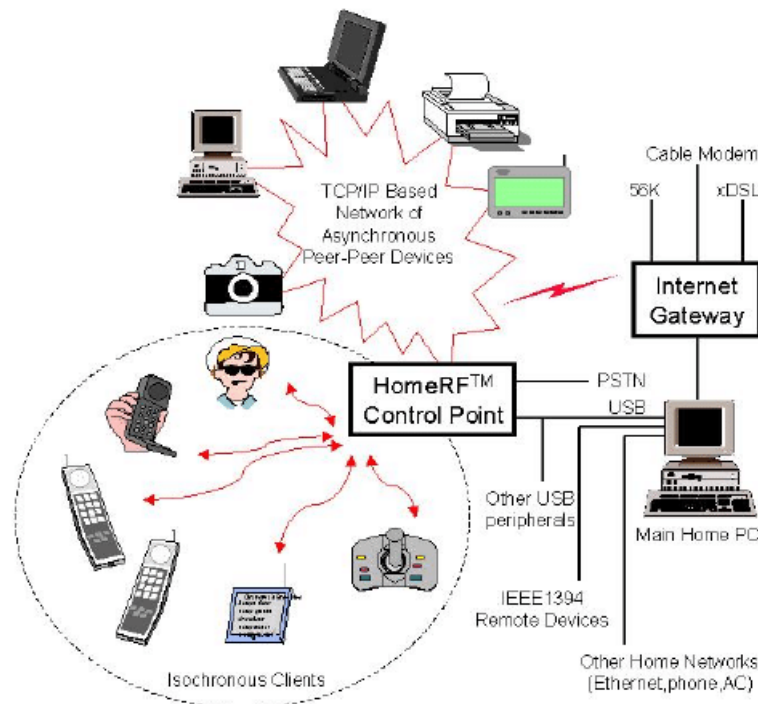 TCP/IP Based
Network of
Asynchronous
Peer-Peer Devices
Cable Modem
56K
xDSL
Internet
Gateway
HomeRF™
Control Point
PSTN
USB
Other USB
peripherals
Main Home PC
IEEE1394
Remote Devices
Other Home Networks
(Ethernet,phone,AC)
Isochronous Clients